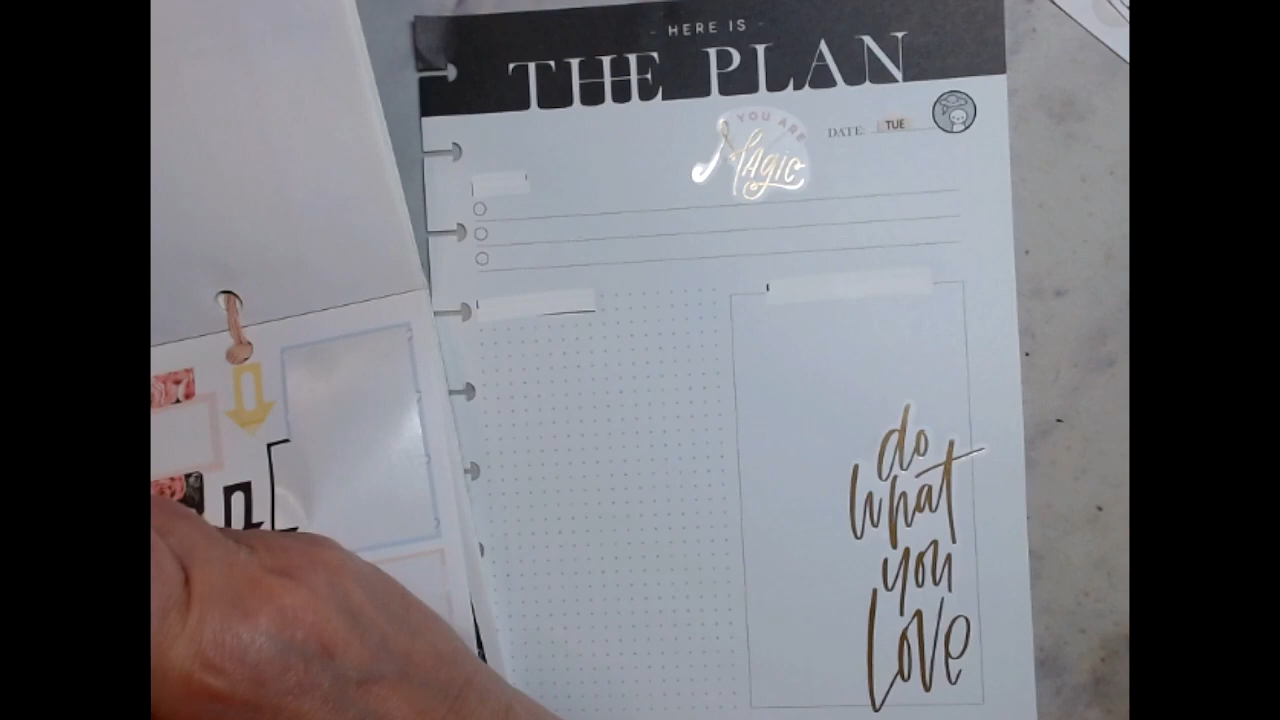 - HERE IS -
THE PLAN
YOU ARE
MAGIC
DATE: TUE
do
what
you
love